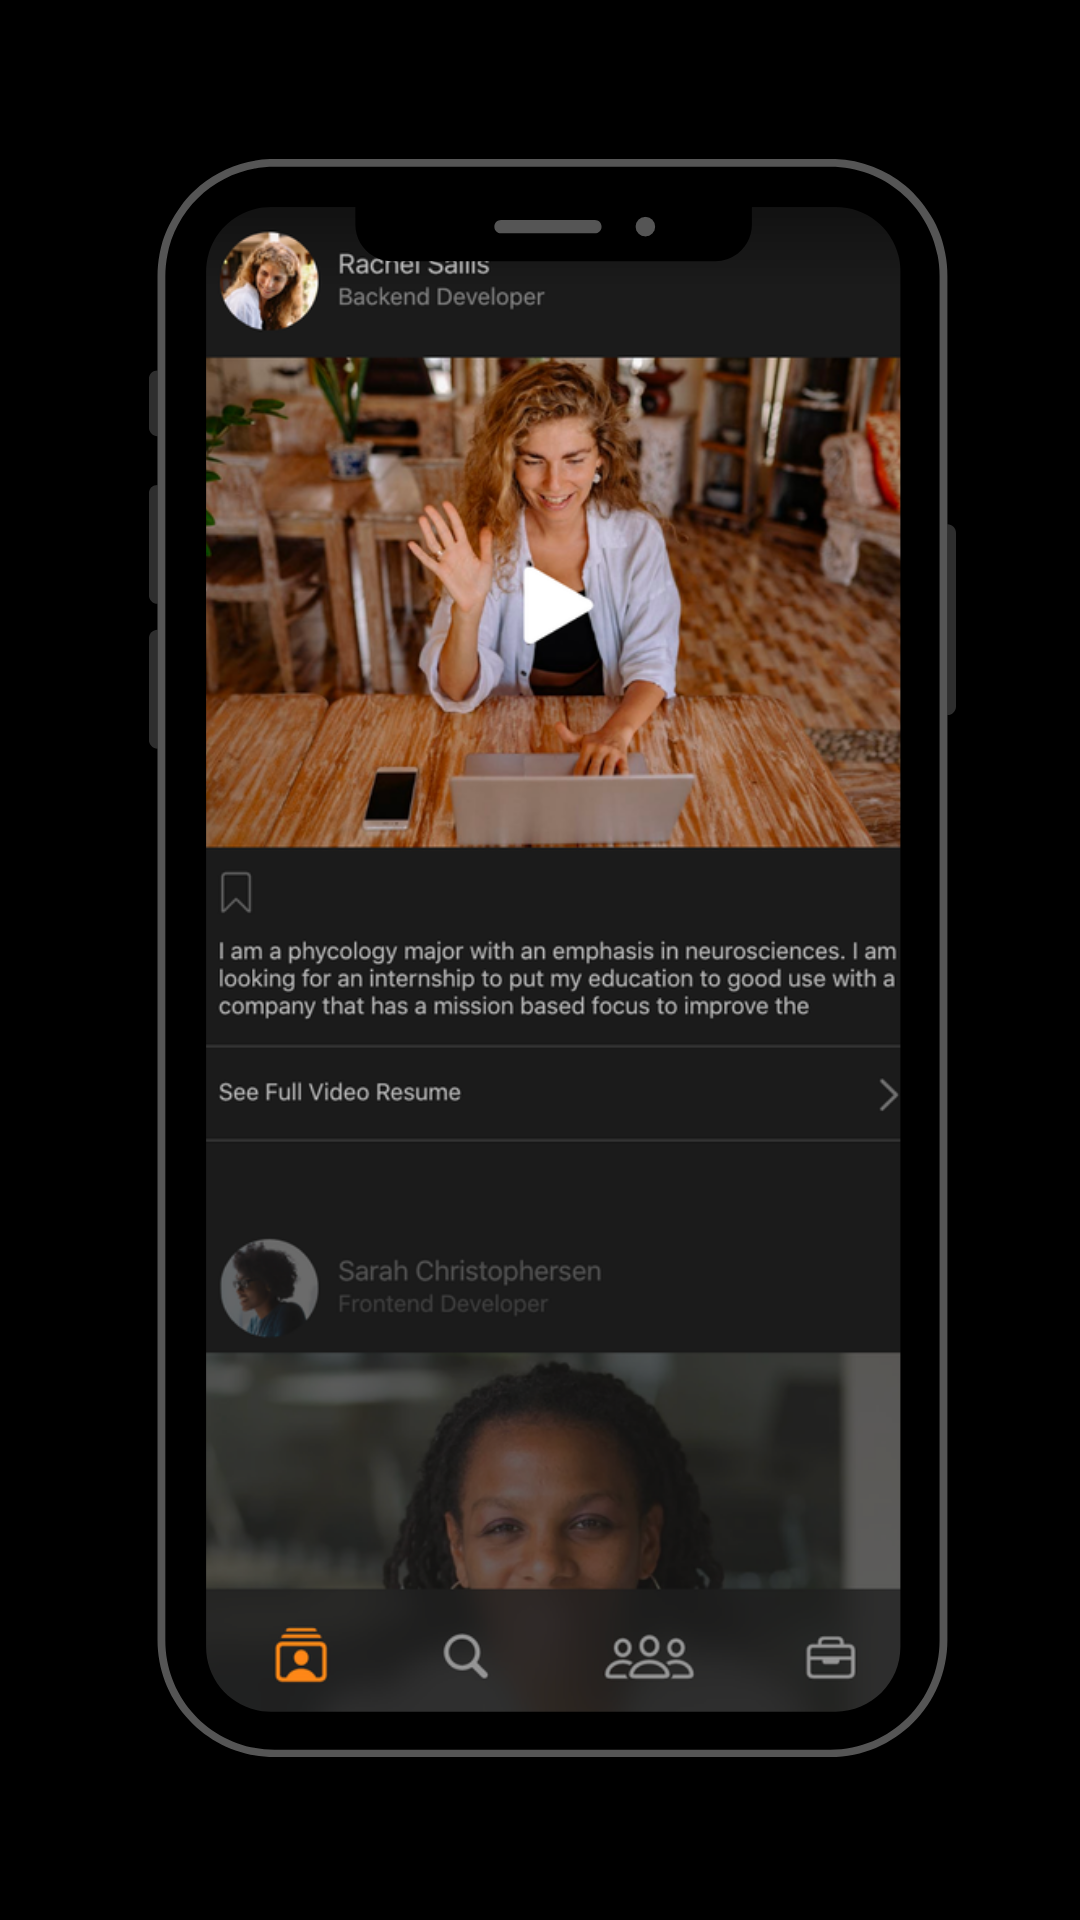 Rachel Sallis
Backend Developer
I am a phycology major with an emphasis in neurosciences. I am
looking for an internship to put my education to good use with a
company that has a mission based focus to improve the
See Full Video Resume
Sarah Christophersen
Frontend Developer